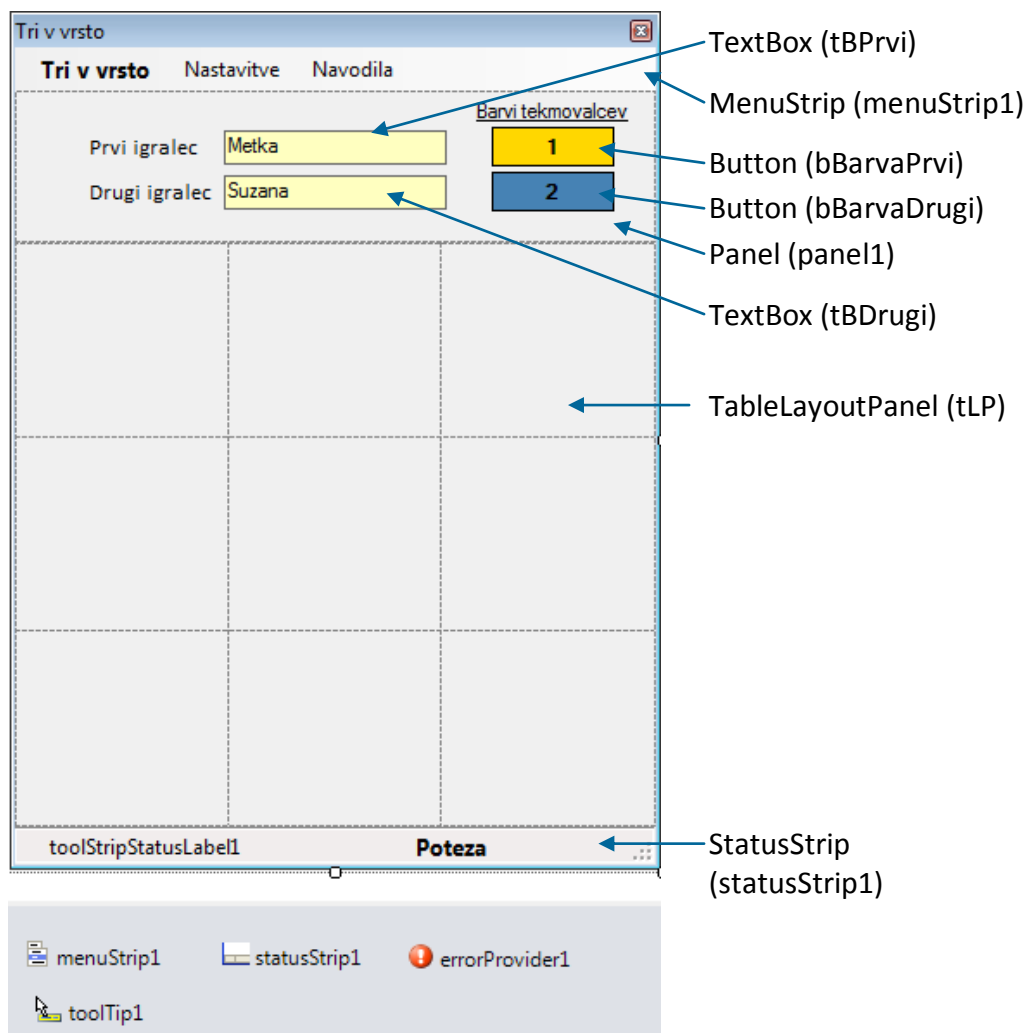 Tri v vrsto
Tri v vrsto Nastavitve Navodila
Barvi tekmovalcev
Prvi igralec Metka 1
Drugi igralec Suzana 2
TextBox (tBPrvi)
MenuStrip (menuStrip1)
Button (bBarvaPrvi)
Button (bBarvaDrugi)
Panel (panel1)
TextBox (tBDrugi)
TableLayoutPanel (tLP)
toolStripStatusLabel1 Poteza
StatusStrip
(statusStrip1)
menuStrip1 statusStrip1 errorProvider1
toolTip1